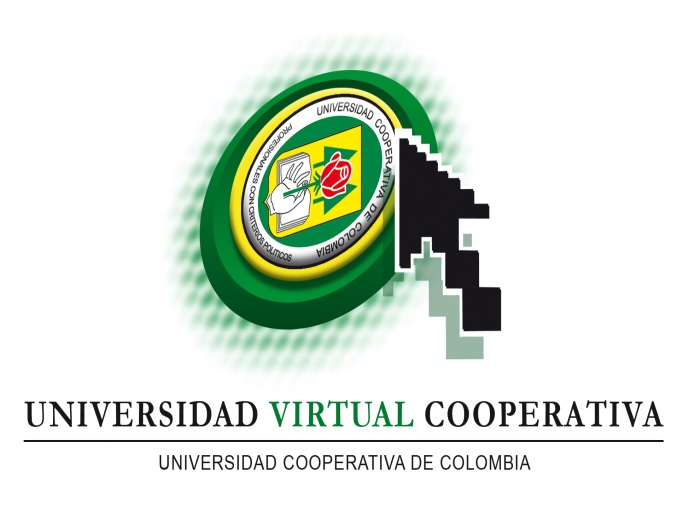 UNIVERSIDAD COOPERATIVA DE COLOMBIA
PROFESIONALES CON CRITERIOS POLITICOS
UNIVERSIDAD VIRTUAL COOPERATIVA
UNIVERSIDAD COOPERATIVA DE COLOMBIA